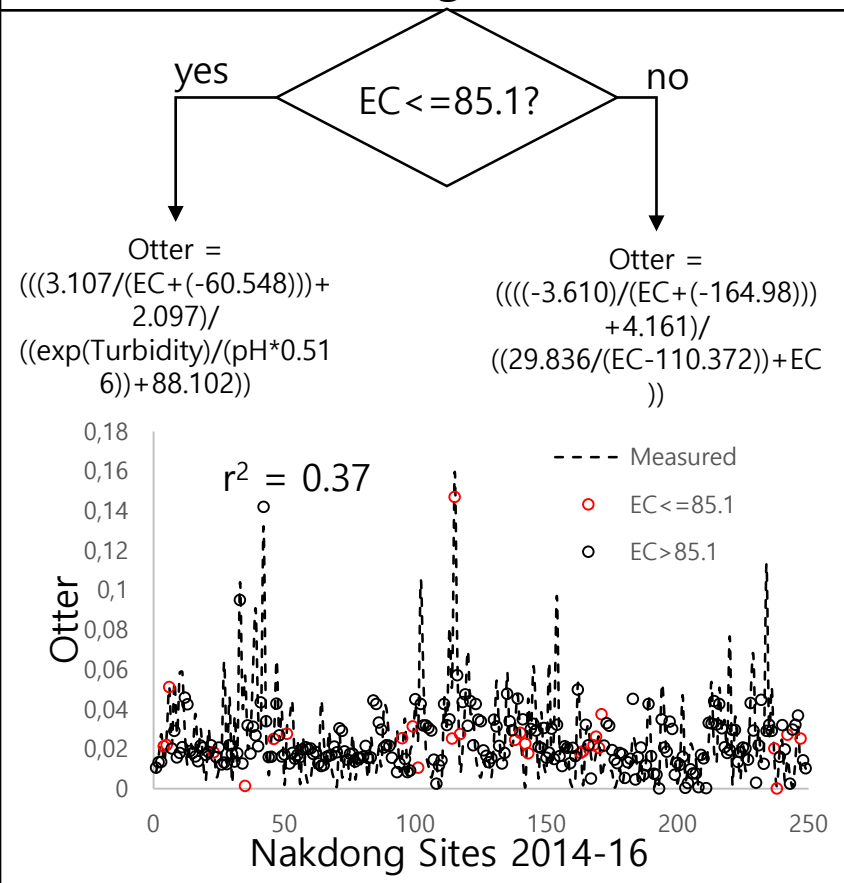 yes
no
EC<=85.1?
Otter =
(((3.107/(EC+(-60.548)))+
2.097)/
((exp(Turbidity)/(pH*0.51
6))+88.102))
Otter =
((((-3.610)/(EC+(-164.98)))
+4.161)/
((29.836/(EC-110.372))+EC
))
0,18
0,16
0,14
0,12
0,1
0,08
0,06
0,04
0,02
0
Otter
r² = 0.37
Measured
EC<=85.1
EC>85.1
0 50 100 150 200 250
Nakdong Sites 2014-16